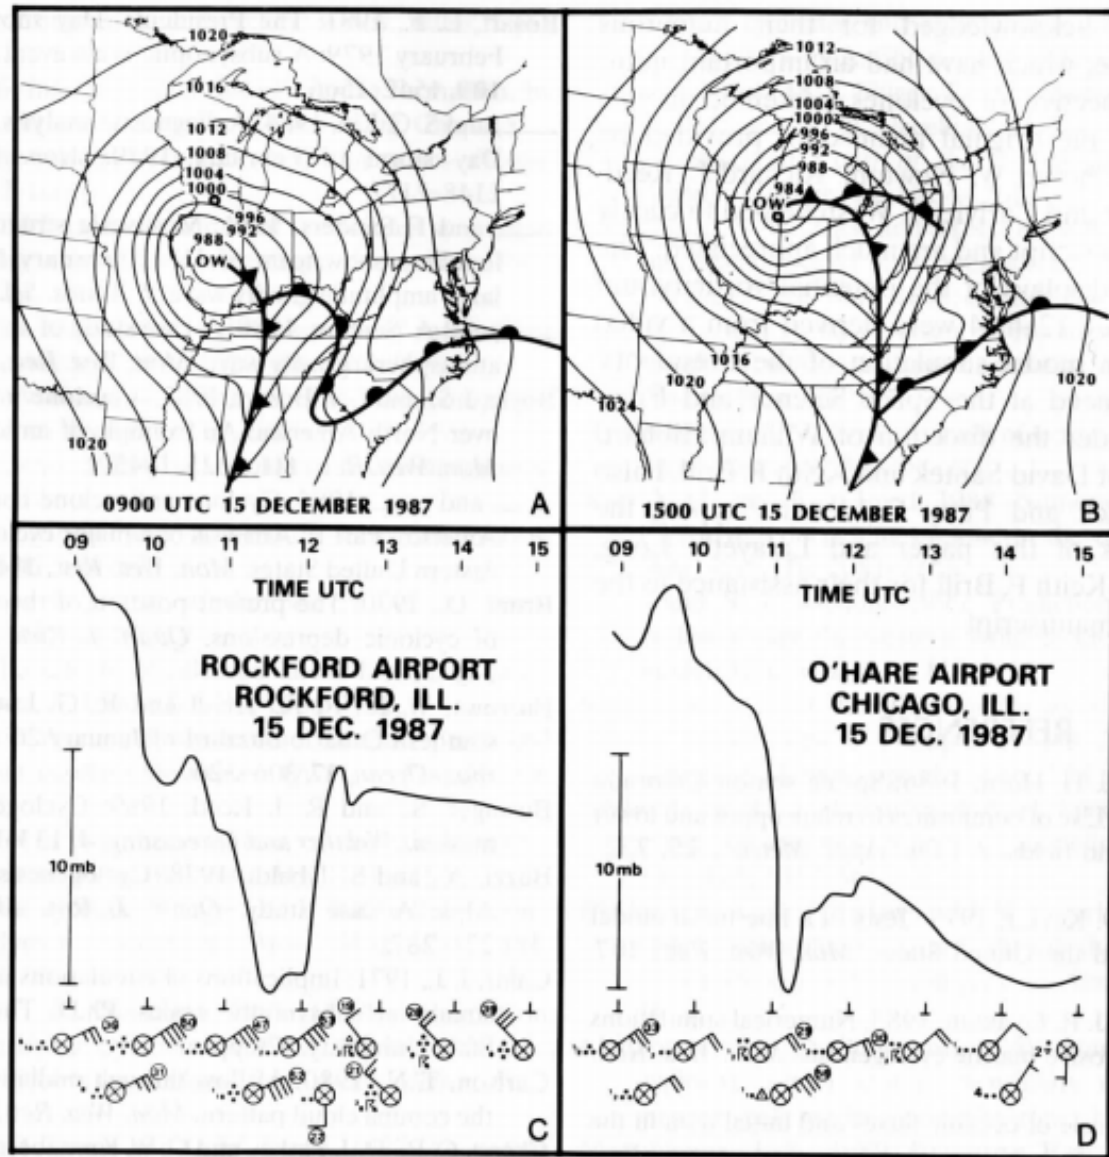 1020
1016
1012
1008
1004
1000
996
992
988
LOW
1020
1020
0900 UTC 15 DECEMBER 1987
A
1012
1008
1004
1000
996
992
988
984
LOW
1016
1020
1024
1020
1500 UTC 15 DECEMBER 1987
B
09 10 11 12 13 14 15
TIME UTC
ROCKFORD AIRPORT
ROCKFORD, ILL.
15 DEC. 1987
10mb
C
09 10 11 12 13 14 15
TIME UTC
O'HARE AIRPORT
CHICAGO, ILL.
15 DEC. 1987
10mb
D